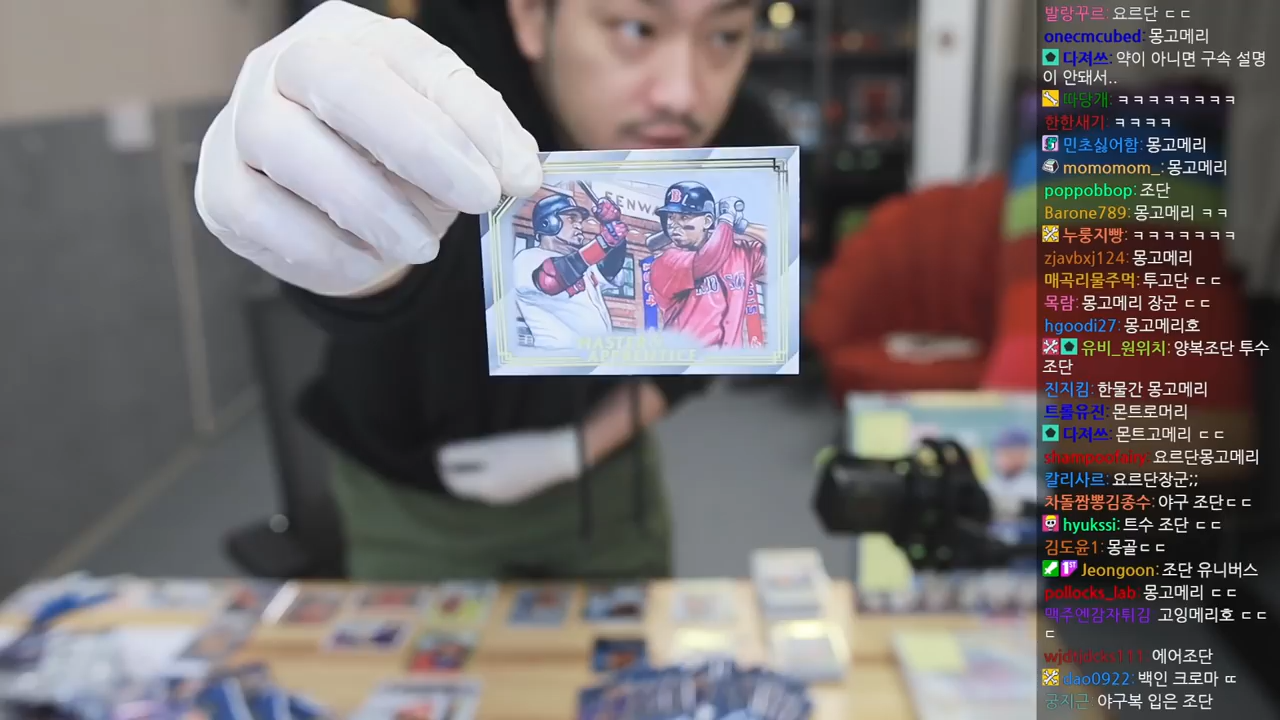 FENW
B
MASTER &
APPRENTICE
발랑꾸르: 요르단 ㄷㄷ
onecmcubed: 몽고메리
다져쓰: 약이 아니면 구속 설명
이 안돼서..
따당개: ㅋㅋㅋㅋㅋㅋㅋㅋ
한한새기: ㅋㅋㅋㅋ
민초싫어함: 몽고메리
momomom_: 몽고메리
poppobbop: 조단
Barone789: 몽고메리 ㅋㅋ
누룽지빵: ㅋㅋㅋㅋㅋㅋㅋ
zjavbxj124: 몽고메리
매곡리물주먹: 투고단 ㄷㄷ
목람: 몽고메리 장군 ㄷㄷ
hgoodi27: 몽고메리호
유비_원위치: 양복조단 투수
조단
진지킴: 한물간 몽고메리
트롤유진: 몬트로머리
다져쓰: 몬트고메리 ㄷㄷ
shampoofairy: 요르단몽고메리
칼리사르: 요르단장군;;
차돌짬뽕김종수: 야구 조단ㄷㄷ
hyukssi: 트수 조단 ㄷㄷ
김도윤1: 몽골ㄷㄷ
1ST Jeongoon: 조단 유니버스
pollocks_lab: 몽고메리 ㄷㄷ
맥주엔감자튀김: 고잉메리호 ㄷㄷ
ㄷ
에어조단
dao0922: 백인 크로마 ㄸ
궁지근: 야구복 입은 조단